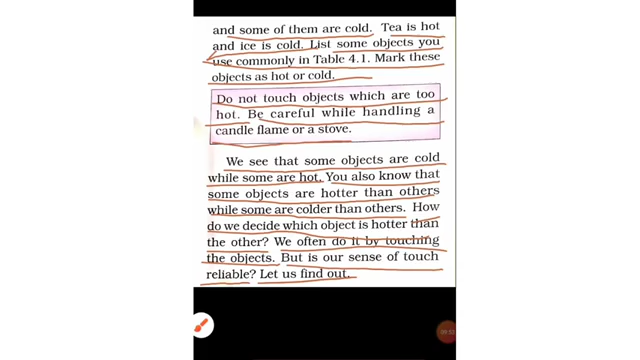 and some of them are cold. Tea is hot
and ice is cold. List some objects you
use commonly in Table 4.1. Mark these
objects as hot or cold.
Do not touch objects which are too
hot. Be careful while handling a
candle flame or a stove.
We see that some objects are cold
while some are hot. You also know that
some objects are hotter than others
while some are colder than others. How
do we decide which object is hotter than
the other? We often do it by touching
the objects. But is our sense of touch
reliable? Let us find out.